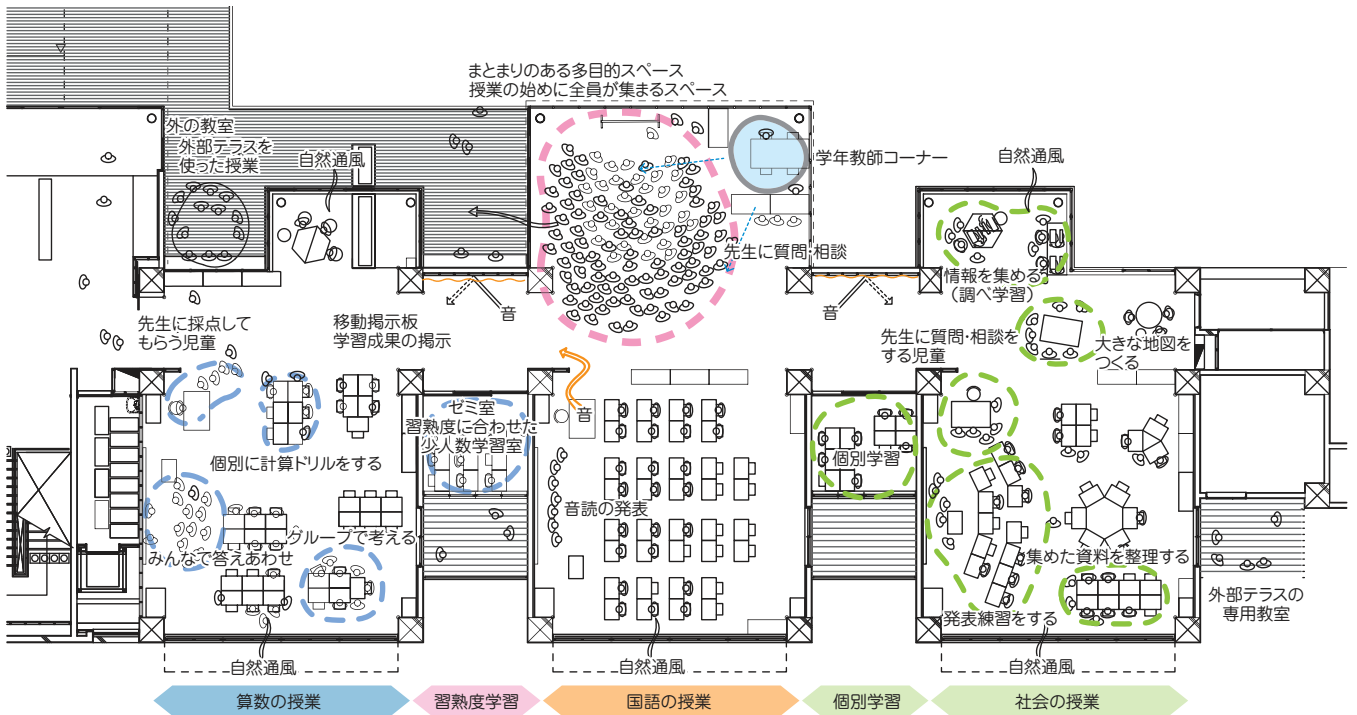 まとまりのある多目的スペース
授業の始めに全員が集まるスペース
外の教室
外部テラスを
使った授業
自然通風
学年教師コーナー
自然通風
先生に質問・相談
情報を集める
（調べ学習）
音
音
先生に採点して
もらう児童
移動掲示板
学習成果の掲示
先生に質問・相談を
する児童
大きな地図を
つくる
ゼミ室
習熟度に合わせた
少人数学習室
音
個別に計算ドリルをする
個別学習
音読の発表
グループで考える
みんなで答えあわせ
集めた資料を整理する
発表練習をする
外部テラスの
専用教室
自然通風
自然通風
自然通風
算数の授業
習熟度学習
国語の授業
個別学習
社会の授業